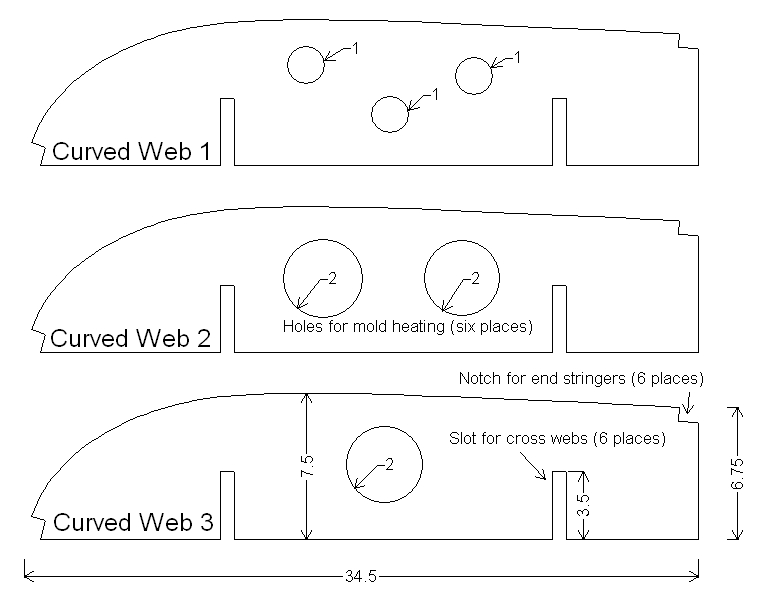 1
1
1
Curved Web 1
2
2
Holes for mold heating (six places)
Curved Web 2
Notch for end stringers (6 places)
Slot for cross webs (6 places)
7.5
2
6.75
3.5
Curved Web 3
34.5